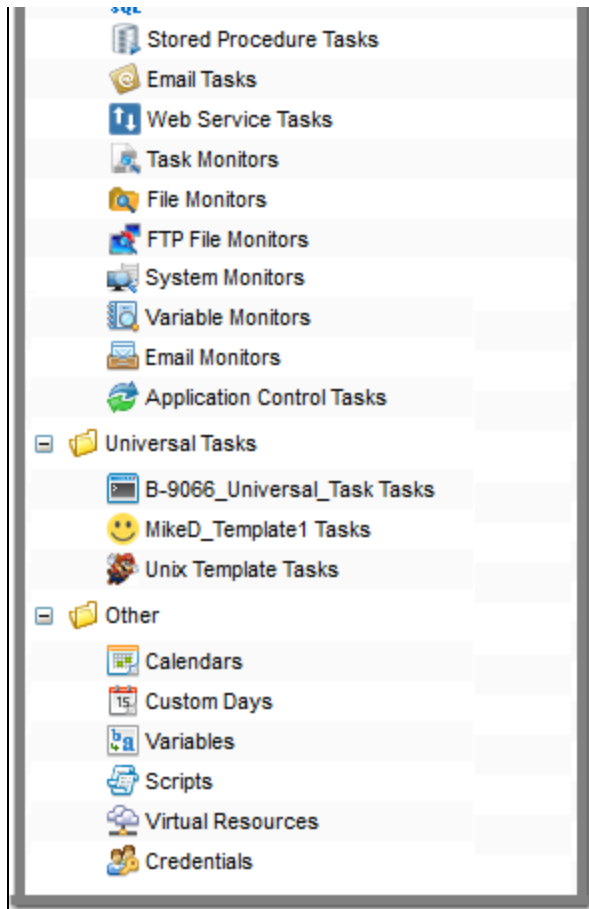 SQL
Stored Procedure Tasks
Email Tasks
Web Service Tasks
Task Monitors
File Monitors
FTP File Monitors
System Monitors
Variable Monitors
Email Monitors
Application Control Tasks
Universal Tasks
B-9066_Universal_Task Tasks
MikeD_Template1 Tasks
Unix Template Tasks
Other
Calendars
15 Custom Days
b a Variables
Scripts
Virtual Resources
Credentials